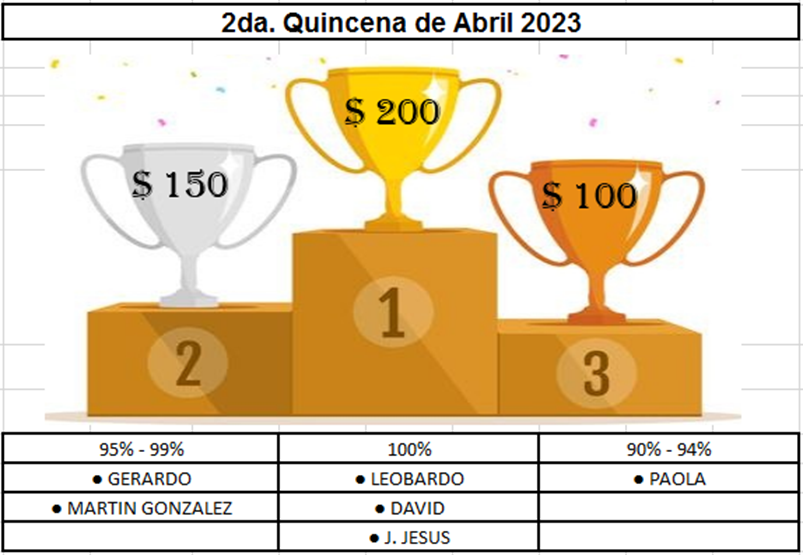 2da. Quincena de Abril 2023
$ 200
$ 150
$ 100
1
2
3
95% - 99% 100% 90% - 94%
● GERARDO ● LEOBARDO ● PAOLA
● MARTIN GONZALEZ ● DAVID
● J. JESUS